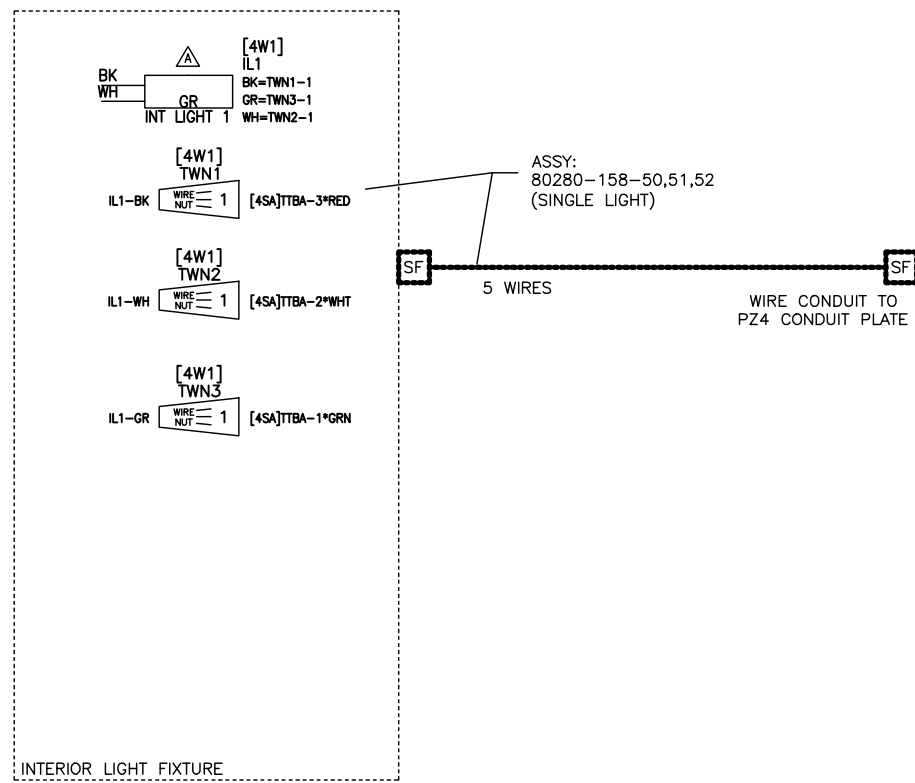 A
[4W1]
IL1
BK
WH
GR
BK=TWN1-1
GR=TWN3-1
WH=TWN2-1
INT LIGHT 1
[4W1]
TWN1
IL1-BK
WIRE
NUT
1
[4SA]TTBA-3*RED
[4W1]
TWN2
IL1-WH
WIRE
NUT
1
[4SA]TTBA-2*WHT
[4W1]
TWN3
IL1-GR
WIRE
NUT
1
[4SA]TTBA-1*GRN
INTERIOR LIGHT FIXTURE
ASSY:
80280-158-50,51,52
(SINGLE LIGHT)
SF
5 WIRES
SF
WIRE CONDUIT TO
PZ4 CONDUIT PLATE